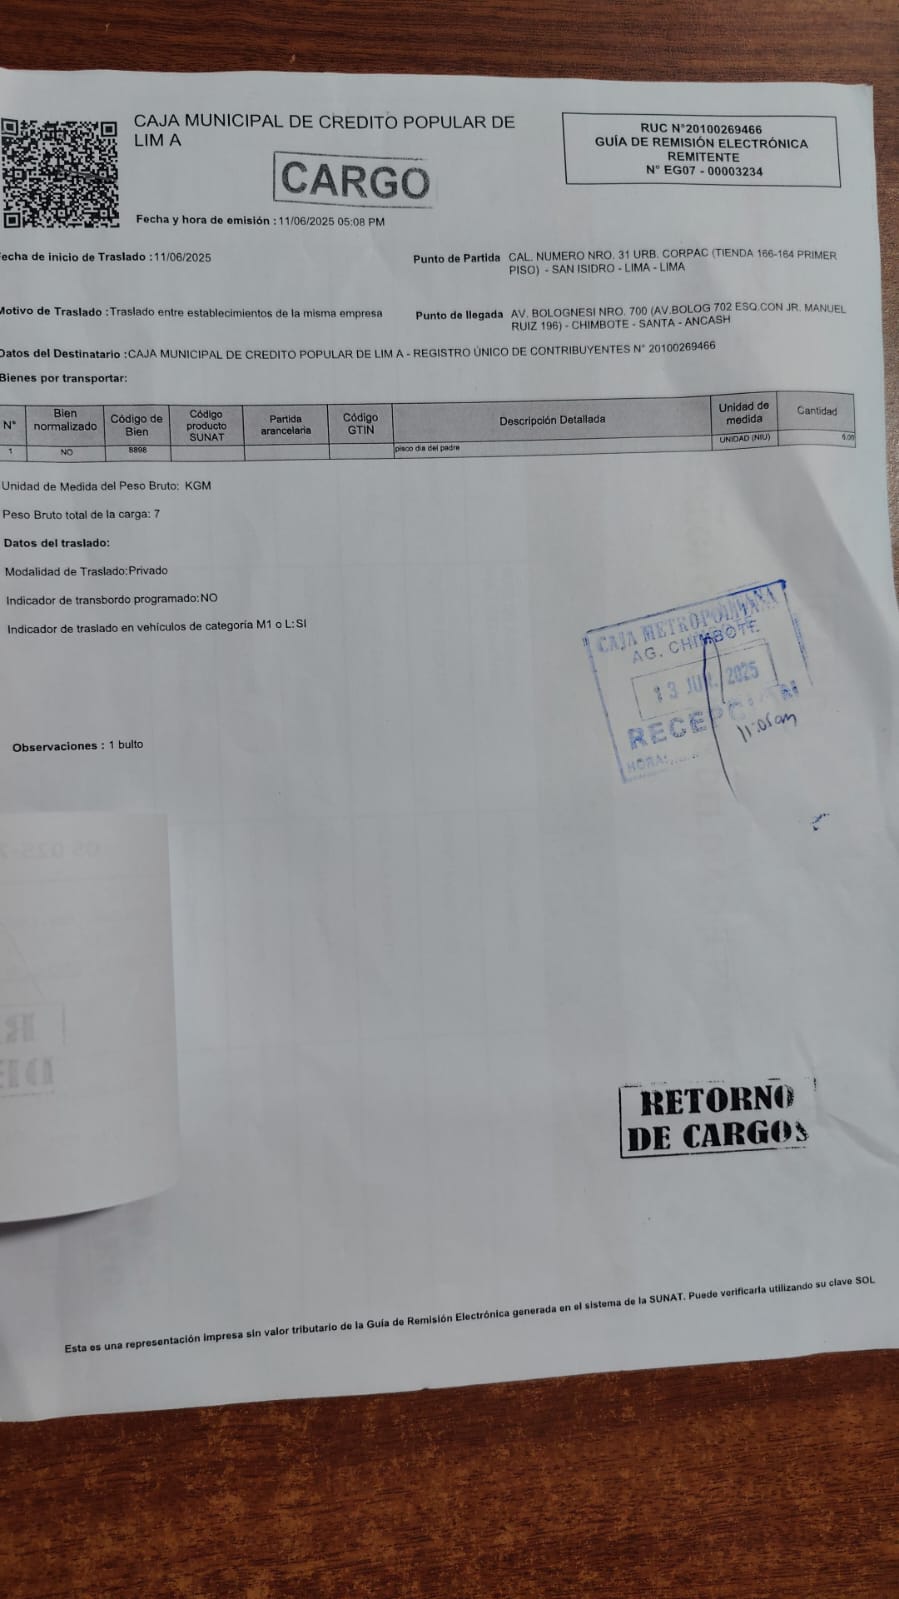 CAJA MUNICIPAL DE CREDITO POPULAR DE
LIM A
CARGO
RUC N°20100269466
GUÍA DE REMISIÓN ELECTRÓNICA
REMITENTE
N° EG07 - 00003234
Fecha y hora de emisión : 11/06/2025 05:08 PM
echa de inicio de Traslado : 11/06/2025
Punto de Partida CAL. NUMERO NRO. 31 URB. CORPAC (TIENDA 166-164 PRIMER
PISO) - SAN ISIDRO - LIMA - LIMA
Motivo de Traslado : Traslado entre establecimientos de la misma empresa
Punto de llegada AV. BOLOGNESI NRO. 700 (AV.BOLOG 702 ESQ.CON JR. MANUEL
RUIZ 196) - CHIMBOTE - SANTA - ANCASH
Datos del Destinatario : CAJA MUNICIPAL DE CREDITO POPULAR DE LIM A - REGISTRO ÚNICO DE CONTRIBUYENTES N° 20100269466
Bienes por transportar:
N° Bien normalizado Código de Bien Código producto SUNAT Partida arancelaria Código GTIN Descripción Detallada Unidad de medida Cantidad
1 NO 8898 pisco dia del padre UNIDAD (NIU) 6.00
Unidad de Medida del Peso Bruto: KGM
Peso Bruto total de la carga: 7
Datos del traslado:
Modalidad de Traslado:Privado
Indicador de transbordo programado:NO
Indicador de traslado en vehículos de categoría M1 o L:SI
CAJA METROPOLITANA
AG. CHIMBOTE
13 JUN. 2025
RECEPCION
HORA:
11:05am
Observaciones : 1 bulto
RETORNO
DE CARGOS
Esta es una representación impresa sin valor tributario de la Guía de Remisión Electrónica generada en el sistema de la SUNAT. Puede verificarla utilizando su clave SOL